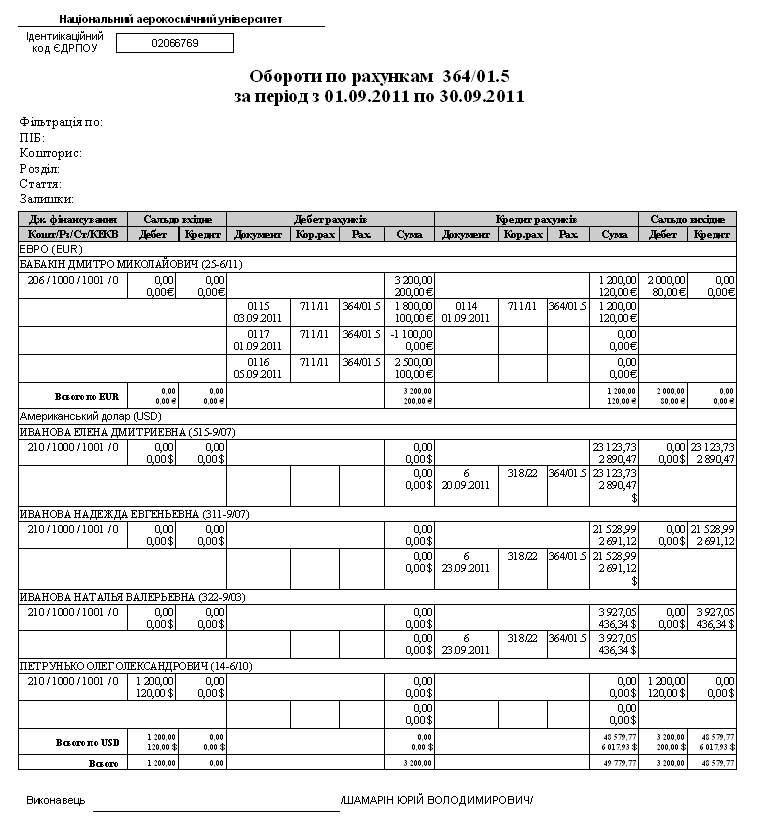 Національний аерокосмічний університет
Ідентиікаційний
код ЄДРПОУ 02066769
Обороти по рахункам 364/01.5
за період з 01.09.2011 по 30.09.2011
Фільтрація по:
ПІБ:
Кошторис:
Розділ:
Стаття:
Залишки:
Дж. фінансування Сальдо вхідне Дебет рахунків Кредит рахунків Сальдо вихідне
Кошт/Рз/Ст/КЕКВ Дебет Кредит Документ Кор.рах Рах. Сума Документ Кор.рах Рах. Сума Дебет Кредит
ЕВРО (EUR)
БАБАКІН ДМИТРО МИКОЛАЙОВИЧ (25-6/11)
206 / 1000 / 1001 / 0 0,00 0,00 3 200,00 1 200,00 2 000,00 0,00
0,00€ 0,00€ 200,00€ 120,00€ 80,00€ 0,00€
0115 711/11 364/01.5 1 800,00 0114 711/11 364/01.5 1 200,00
03.09.2011 100,00€ 01.09.2011 120,00€
0117 711/11 364/01.5 -1 100,00 0,00
01.09.2011 0,00€ 0,00€
0116 711/11 364/01.5 2 500,00 0,00
05.09.2011 100,00€ 0,00€
Всього по EUR 0,00 0,00 3 200,00 1 200,00 2 000,00 0,00
0,00 € 0,00 € 200,00 € 120,00 € 80,00 € 0,00 €
Американський долар (USD)
ИВАНОВА ЕЛЕНА ДМИТРИЕВНА (515-9/07)
210 / 1000 / 1001 / 0 0,00 0,00 0,00 23 123,73 0,00 23 123,73
0,00$ 0,00$ 0,00$ 2 890,47 0,00$ 2 890,47
0,00 6 318/22 364/01.5 23 123,73
0,00$ 20.09.2011 2 890,47
$
ИВАНОВА НАДЕЖДА ЕВГЕНЬЕВНА (311-9/07)
210 / 1000 / 1001 / 0 0,00 0,00 0,00 21 528,99 0,00 21 528,99
0,00$ 0,00$ 0,00$ 2 691,12 0,00$ 2 691,12
0,00 6 318/22 364/01.5 21 528,99
0,00$ 23.09.2011 2 691,12
$
ИВАНОВА НАТАЛЬЯ ВАЛЕРЬЕВНА (322-9/03)
210 / 1000 / 1001 / 0 0,00 0,00 0,00 3 927,05 0,00 3 927,05
0,00$ 0,00$ 0,00$ 436,34 $ 0,00$ 436,34 $
0,00 6 318/22 364/01.5 3 927,05
0,00$ 23.09.2011 436,34 $
ПЕТРУНЬКО ОЛЕГ ОЛЕКСАНДРОВИЧ (14-6/10)
210 / 1000 / 1001 / 0 1 200,00 0,00 0,00 0,00 1 200,00 0,00
120,00$ 0,00$ 0,00$ 0,00$ 120,00$ 0,00$
0,00 0,00
0,00$ 0,00$
Всього по USD 1 200,00 0,00 0,00 48 579,77 3 200,00 48 579,77
120,00 $ 0,00 $ 0,00 $ 6 017,93 $ 200,00 $ 6 017,93 $
Всього 1 200,00 0,00 3 200,00 49 779,77 3 200,00 48 579,77
Виконавець /ШАМАРІН ЮРІЙ ВОЛОДИМИРОВИЧ/